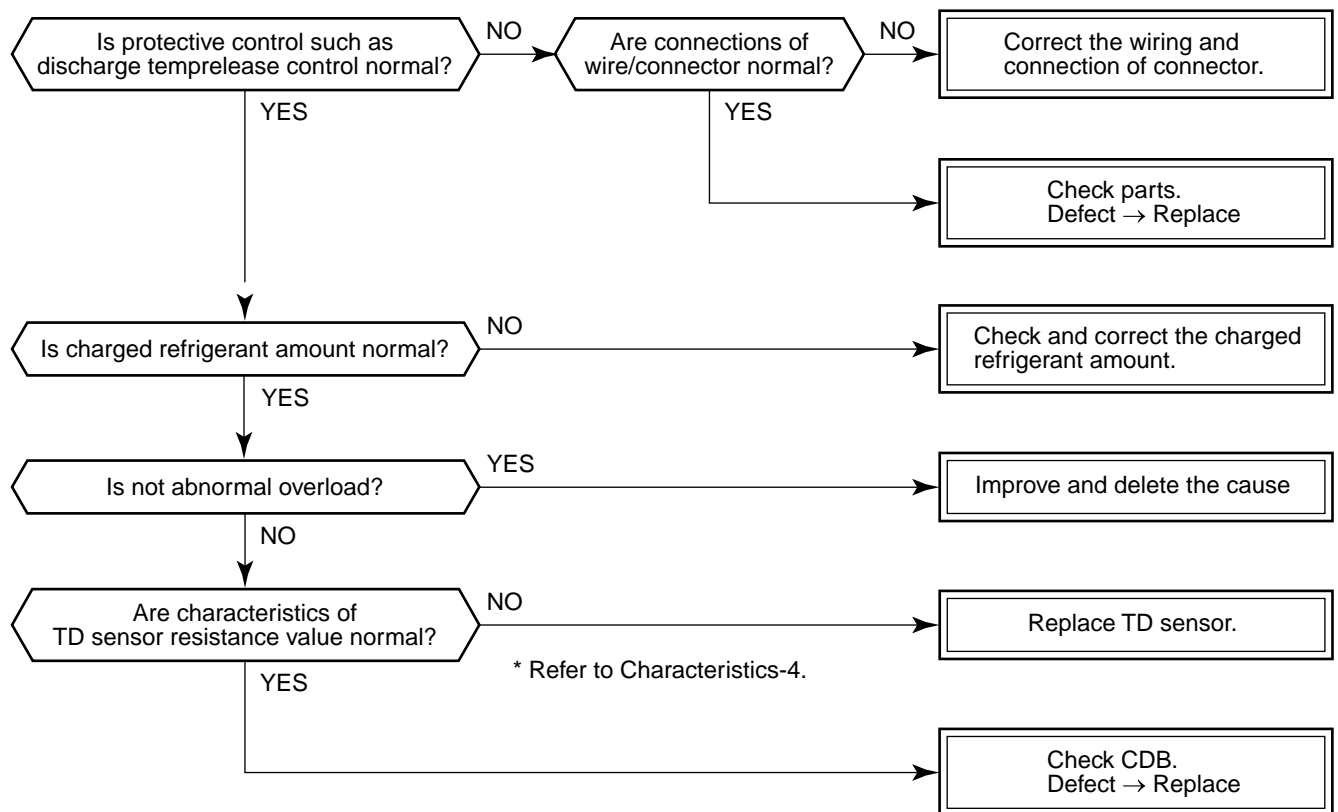 Is protective control such as
discharge temprelease control normal?
NO
Are connections of
wire/connector normal?
NO
Correct the wiring and
connection of connector.
YES
YES
Check parts.
Defect → Replace
Is charged refrigerant amount normal?
NO
Check and correct the charged
refrigerant amount.
YES
Is not abnormal overload?
YES
Improve and delete the cause
NO
Are characteristics of
TD sensor resistance value normal?
NO
Replace TD sensor.
* Refer to Characteristics-4.
YES
Check CDB.
Defect → Replace